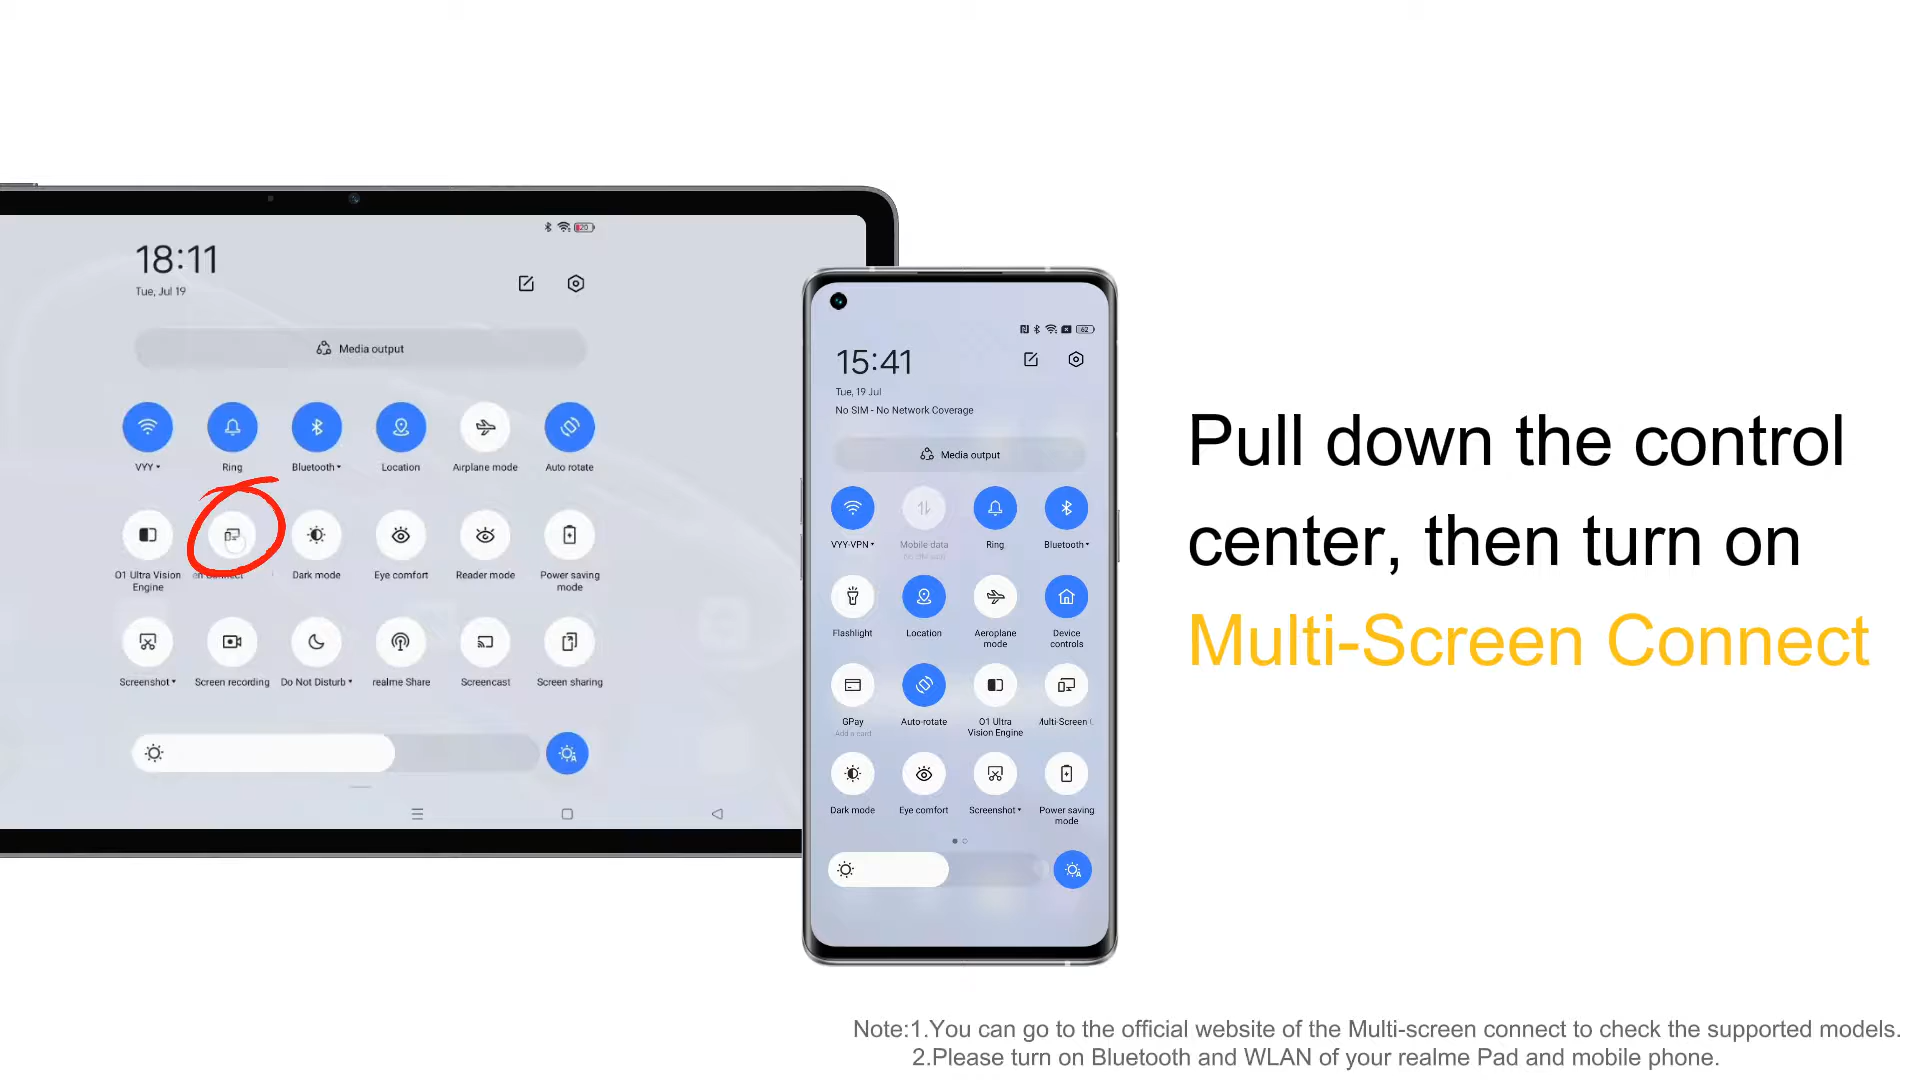 20
18:11
Tue, Jul 19
Media output
VYY
Ring
Bluetooth
Location
Airplane mode
Auto rotate
O1 Ultra Vision Engine
en Connect
Dark mode
Eye comfort
Reader mode
Power saving mode
Screenshot
Screen recording
Do Not Disturb
realme Share
Screencast
Screen sharing
62
15:41
Tue, 19 Jul
No SIM - No Network Coverage
Media output
VYY-VPN
Mobile data
Ring
Bluetooth
Flashlight
Location
Aeroplane mode
Device controls
GPay
Add a card
Auto-rotate
O1 Ultra Vision Engine
Multi-Screen
Dark mode
Eye comfort
Screenshot
Power saving mode
Pull down the control
center, then turn on
Multi-Screen Connect
Note:1.You can go to the official website of the Multi-screen connect to check the supported models.
2.Please turn on Bluetooth and WLAN of your realme Pad and mobile phone.